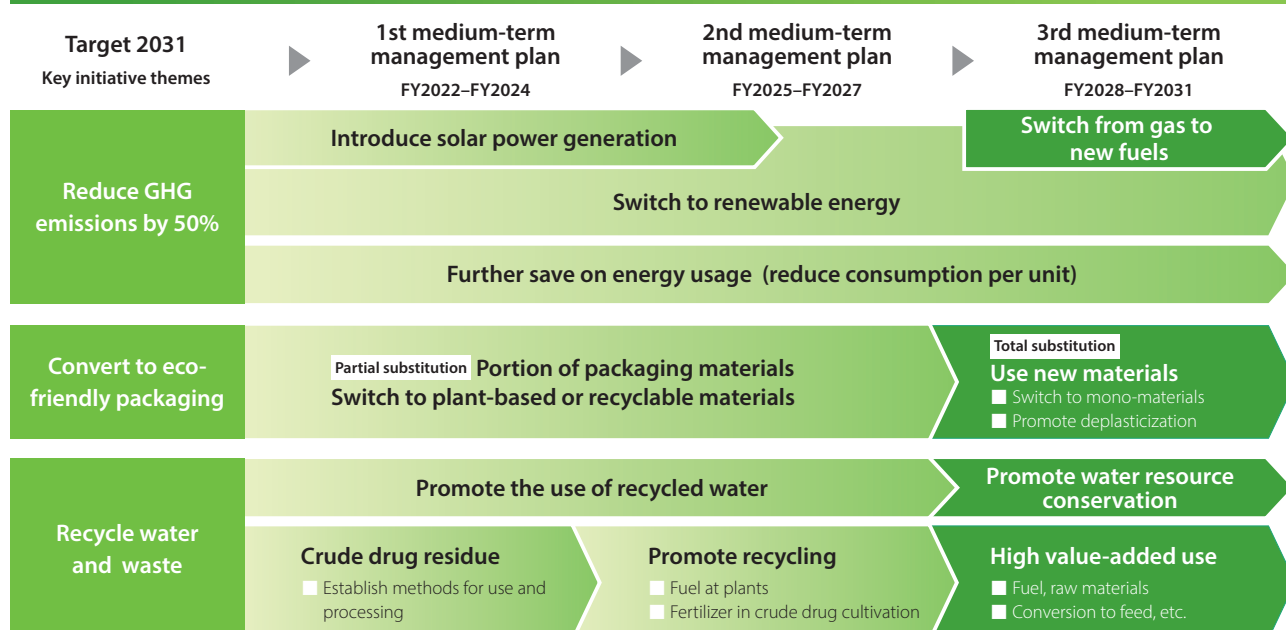 Target 2031
Key initiative themes
1st medium-term
management plan
FY2022–FY2024
2nd medium-term
management plan
FY2025–FY2027
3rd medium-term
management plan
FY2028–FY2031
Reduce GHG
emissions by 50%
Introduce solar power generation
Switch from gas to
new fuels
Switch to renewable energy
Further save on energy usage (reduce consumption per unit)
Convert to eco-
friendly packaging
Partial substitution Portion of packaging materials
Switch to plant-based or recyclable materials
Total substitution
Use new materials
Switch to mono-materials
Promote deplasticization
Recycle water
and waste
Promote the use of recycled water
Promote water resource
conservation
Crude drug residue
Establish methods for use and
processing
Promote recycling
Fuel at plants
Fertilizer in crude drug cultivation
High value-added use
Fuel, raw materials
Conversion to feed, etc.